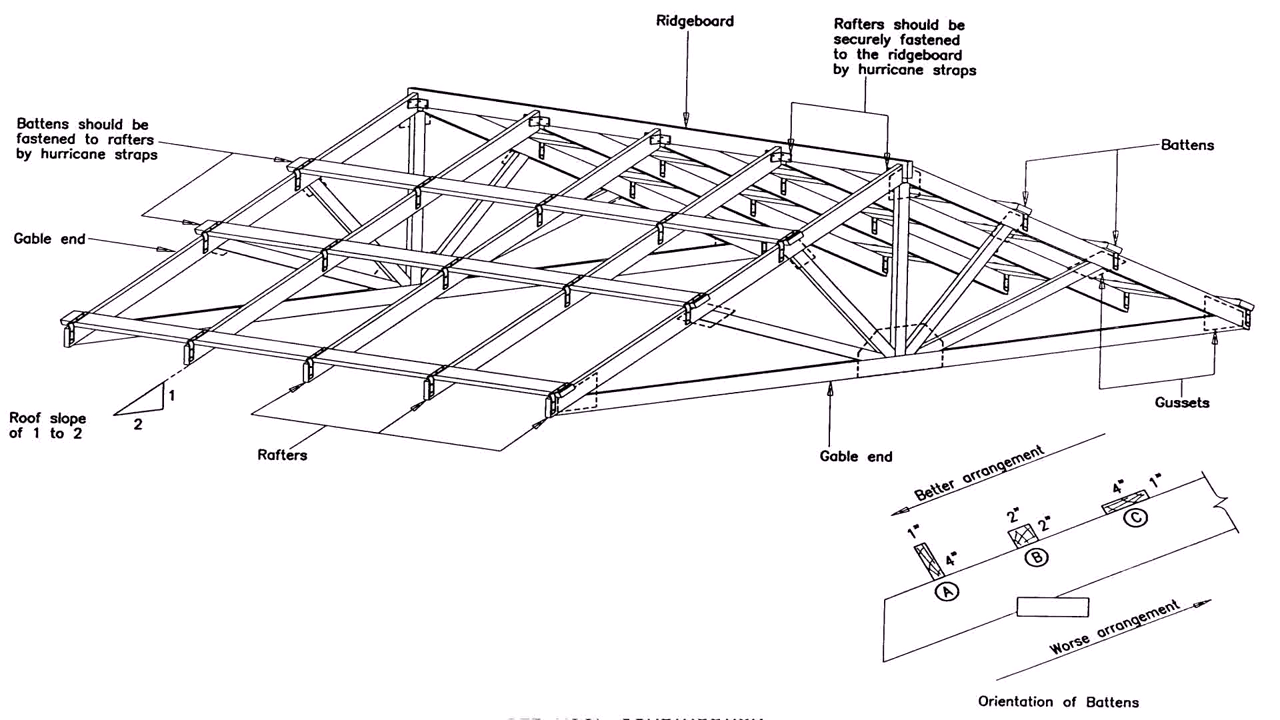 Ridgeboard
Rafters should be
securely fastened
to the ridgeboard
by hurricane straps
Battens should be
fastened to rafters
by hurricane straps
Battens
Gable end
1
2
Roof slope
of 1 to 2
Rafters
Gable end
Gussets
Better arrangement
1"
4"
A
2"
2"
B
4"
1"
C
Worse arrangement
Orientation of Battens